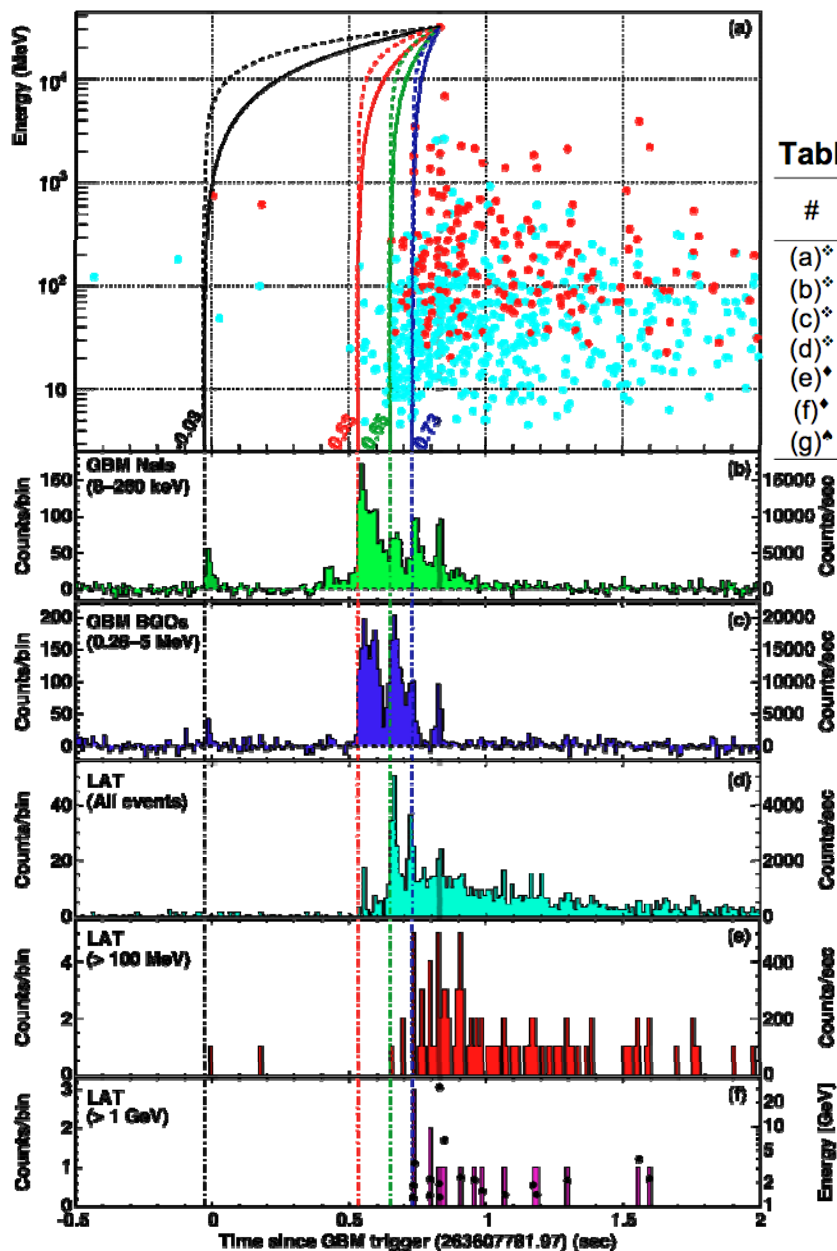 (a)
Energy (MeV)
10⁴
10³
10²
10
-0.03
0.53
0.65
0.73
Tabl
#
(a)
(b)
(c)
(d)
(e)
(f)
(g)
GBM NaIs
(8–260 keV)
(b)
Counts/bin
150
100
50
0
15000
10000
5000
0
Counts/sec
GBM BGOs
(0.26–5 MeV)
(c)
Counts/bin
200
150
100
50
0
20000
15000
10000
5000
0
Counts/sec
LAT
(All events)
(d)
Counts/bin
40
20
0
4000
2000
0
Counts/sec
LAT
(> 100 MeV)
(e)
Counts/bin
4
2
0
400
200
0
Counts/sec
LAT
(> 1 GeV)
(f)
Counts/bin
3
2
1
0
20
10
5
2
1
Energy [GeV]
-0.5
0
0.5
1
1.5
2
Time since GBM trigger (263607781.97) (sec)